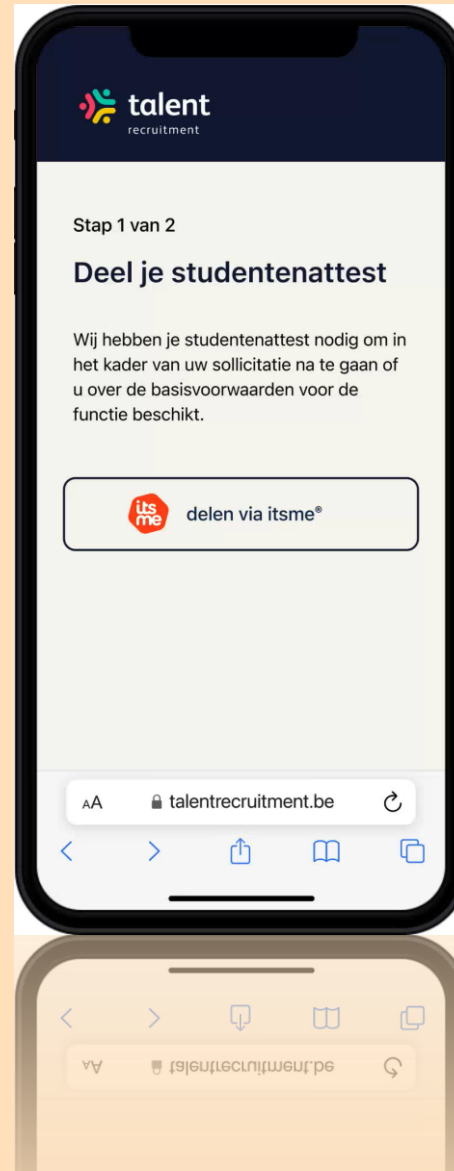 talent
recruitment
Stap 1 van 2
Deel je studentenattest
Wij hebben je studentenattest nodig om in
het kader van uw sollicitatie na te gaan of
u over de basisvoorwaarden voor de
functie beschikt.
its
me
delen via itsme®
AA talentrecruitment.be
AA talentrecruitment.be